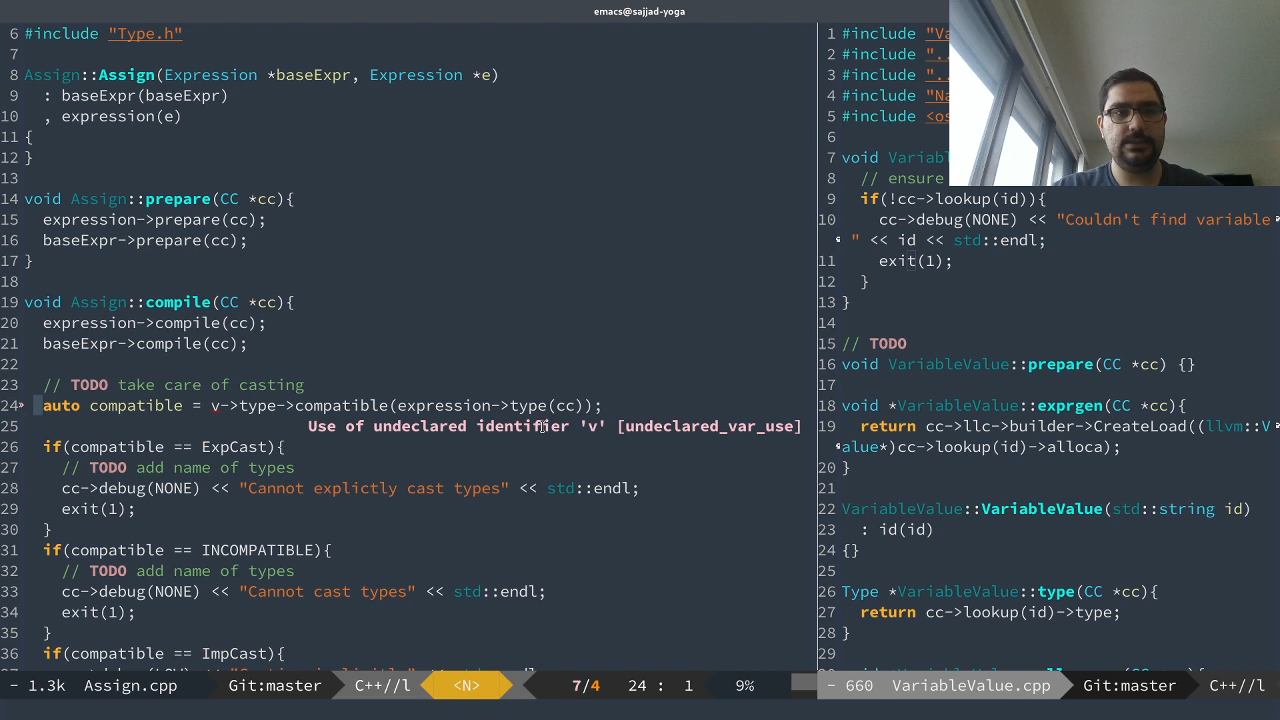 emacs@sajjad-yoga
6 #include "Type.h"
7
8 Assign::Assign(Expression *baseExpr, Expression *e)
9 : baseExpr(baseExpr)
10 , expression(e)
11 {
12 }
13
14 void Assign::prepare(CC *cc){
15 expression->prepare(cc);
16 baseExpr->prepare(cc);
17 }
18
19 void Assign::compile(CC *cc){
20 expression->compile(cc);
21 baseExpr->compile(cc);
22
23 // TODO take care of casting
24 auto compatible = v->type->compatible(expression->type(cc));
25 Use of undeclared identifier 'v' [undeclared_var_use]
26 if(compatible == ExpCast){
27 // TODO add name of types
28 cc->debug(NONE) << "Cannot explictly cast types" << std::endl;
29 exit(1);
30 }
31 if(compatible == INCOMPATIBLE){
32 // TODO add name of types
33 cc->debug(NONE) << "Cannot cast types" << std::endl;
34 exit(1);
35 }
36 if(compatible == ImpCast){
- 1.3k Assign.cpp Git:master C++//l <N> 7/4 24 : 1 9%
1 #include "Va
2 #include "..
3 #include "..
4 #include "Na
5 #include <os
6
7 void Variabl
8 // ensure
9 if(!cc->lookup(id)){
10 cc->debug(NONE) << "Couldn't find variable
" << id << std::endl;
11 exit(1);
12 }
13 }
14
15 // TODO
16 void VariableValue::prepare(CC *cc) {}
17
18 void *VariableValue::exprgen(CC *cc){
19 return cc->llc->builder->CreateLoad((llvm::V
alue*)cc->lookup(id)->alloca);
20 }
21
22 VariableValue::VariableValue(std::string id)
23 : id(id)
24 {}
25
26 Type *VariableValue::type(CC *cc){
27 return cc->lookup(id)->type;
28 }
29
- 660 VariableValue.cpp Git:master C++//l